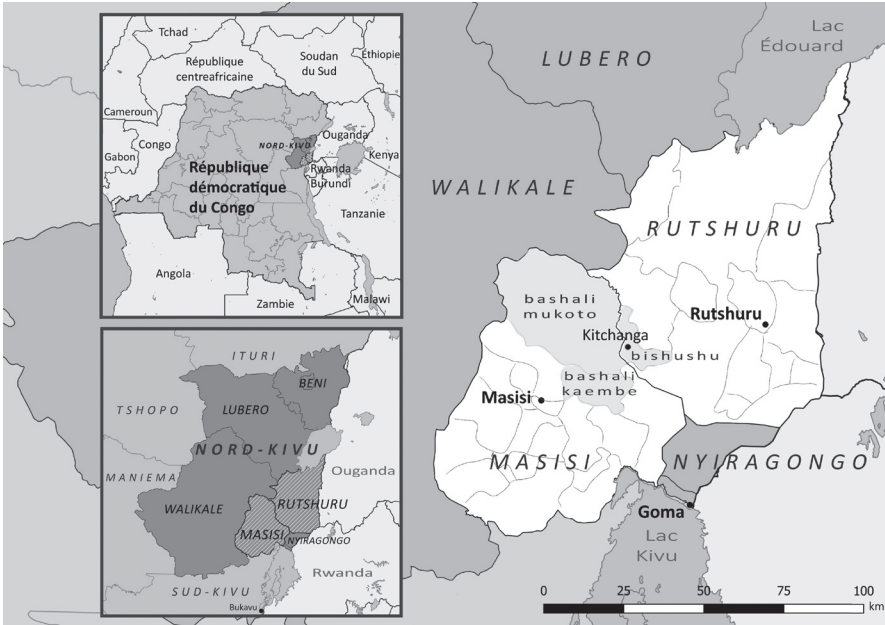 Tchad
République
centreafricaine
Soudan
du Sud
Éthiopie
Cameroun
Congo
Gabon
NORD-KIVU
Ouganda
Kenya
Rwanda
Burundi
République
démocratique
du Congo
Tanzanie
Angola
Zambie
Malawi
ITURI
BENI
TSHOPO
LUBERO
NORD-KIVU
MANIEMA
Ouganda
WALIKALE
RUTSHURU
MASISI
NYIRAGONGO
Rwanda
SUD-KIVU
Bukavu
LUBERO
Lac
Édouard
WALIKALE
RUTSHURU
bashali
mukoto
Rutshuru
Kitchanga
bishushu
bashali
kaembe
Masisi
MASISI
NYIRAGONGO
Goma
Lac
Kivu
0 25 50 75 100
km